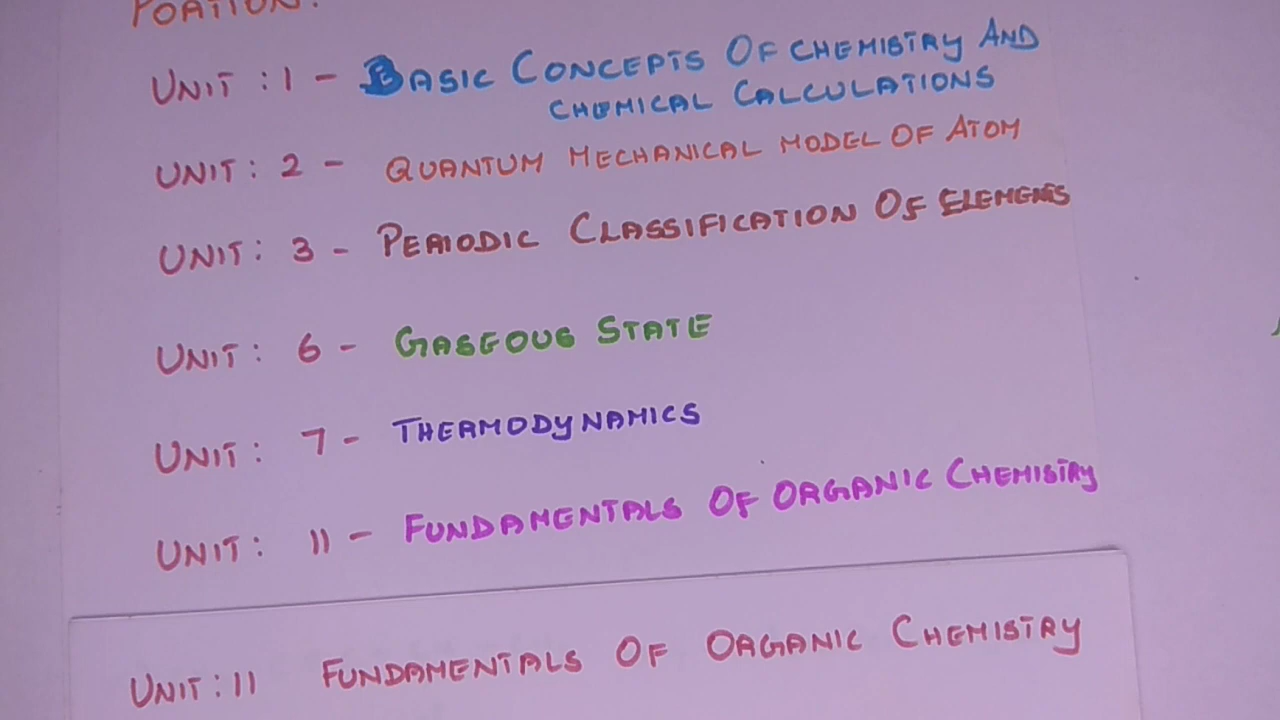 PORTION:
UNIT : 1 - BASIC CONCEPTS OF CHEMISTRY AND
CHEMICAL CALCULATIONS
UNIT: 2 - QUANTUM MECHANICAL MODEL OF ATOM
UNIT: 3 - PERIODIC CLASSIFICATION OF ELEMENTS
UNIT: 6 - GASEOUS STATE
UNIT: 7 - THERMODYNAMICS
UNIT: 11 - FUNDAMENTALS OF ORGANIC CHEMISTRY
UNIT:11 FUNDAMENTALS OF ORGANIC CHEMISTRY